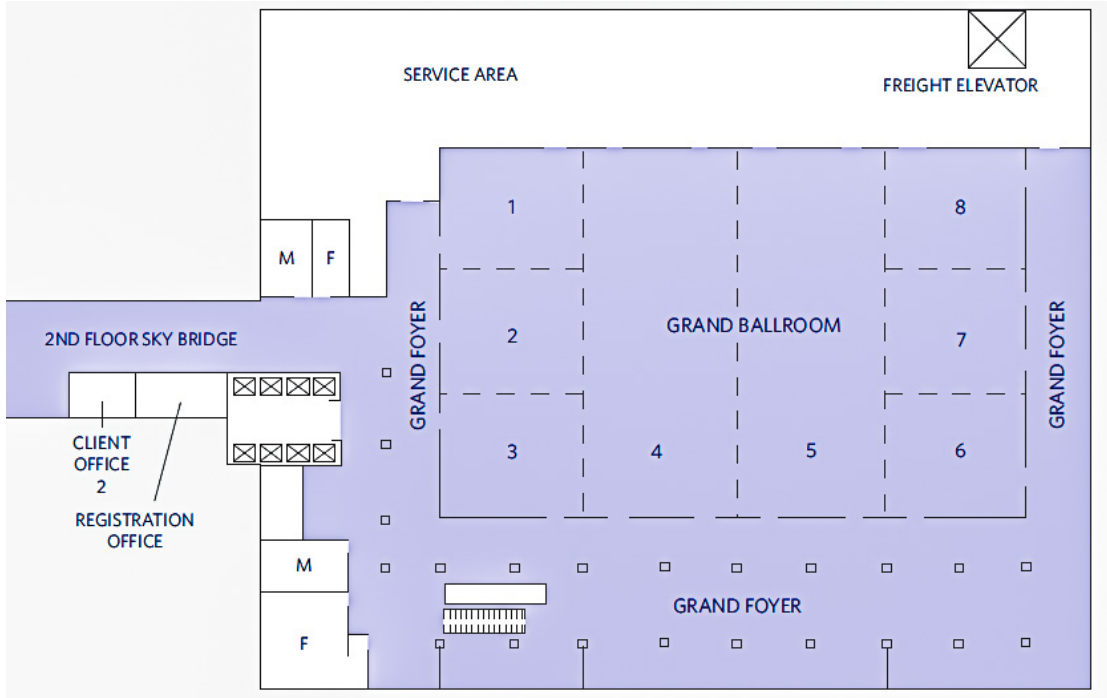 SERVICE AREA
FREIGHT ELEVATOR
1
8
M
F
2ND FLOOR SKY BRIDGE
GRAND FOYER
2
GRAND BALLROOM
7
GRAND FOYER
CLIENT
OFFICE
2
REGISTRATION
OFFICE
3
4
5
6
M
F
GRAND FOYER